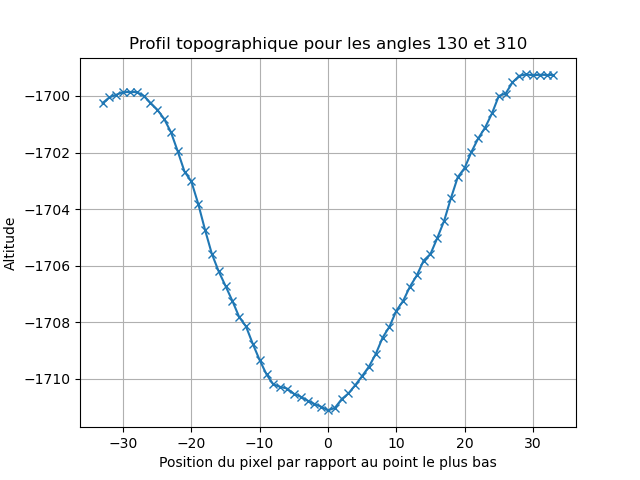 Profil topographique pour les angles 130 et 310
−1700
−1702
−1704
−1706
−1708
−1710
Altitude
−30 −20 −10 0 10 20 30
Position du pixel par rapport au point le plus bas